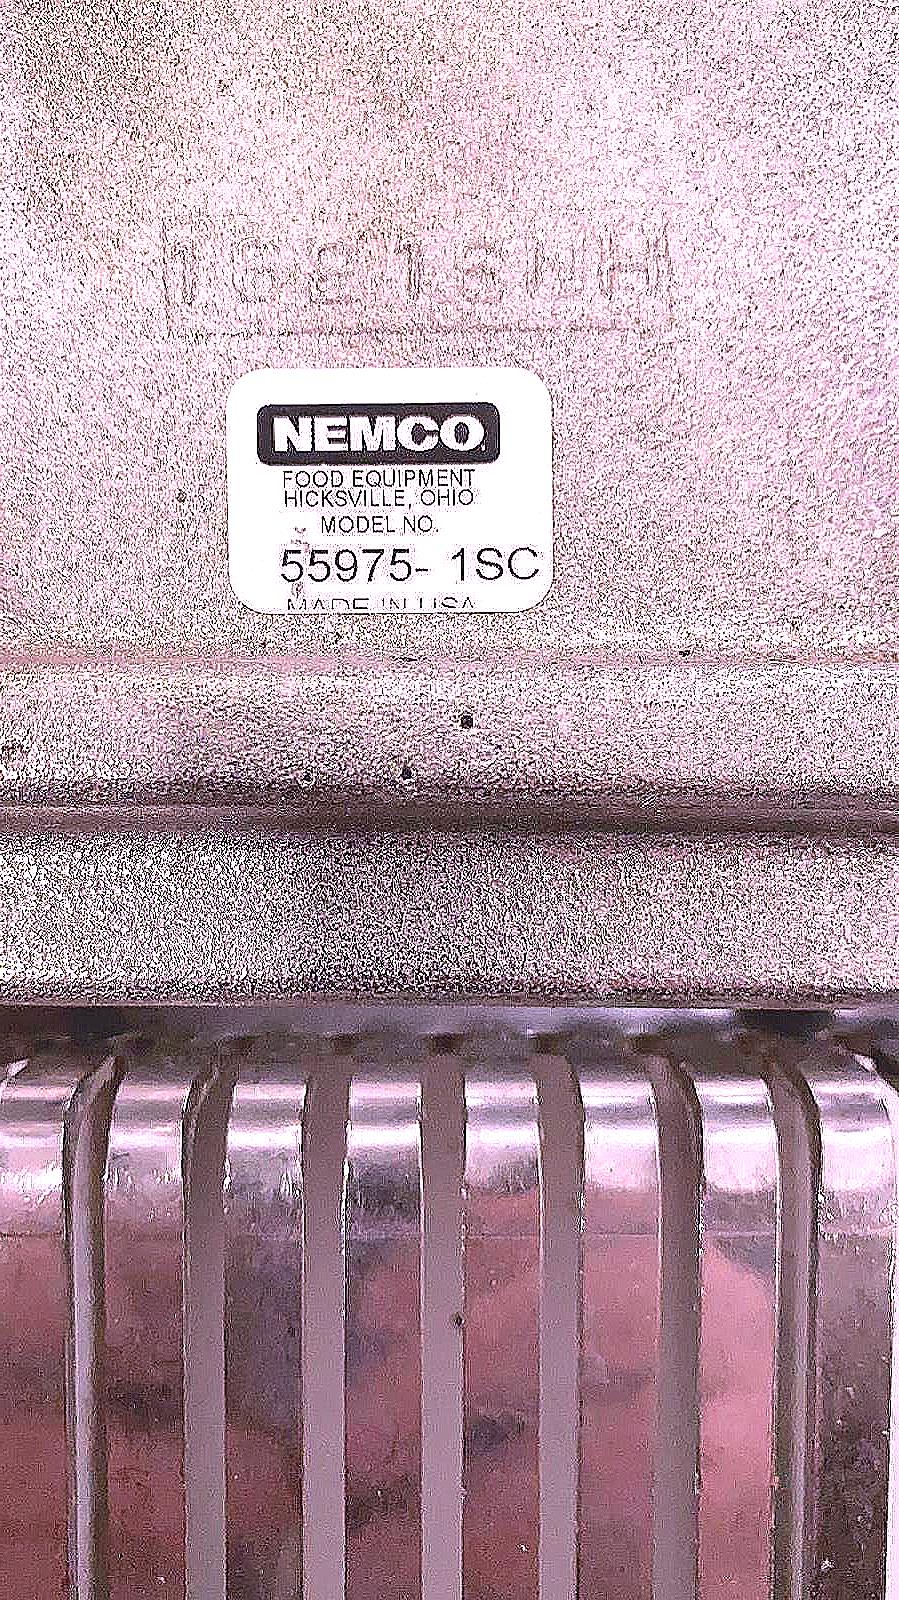 NEMCO
FOOD EQUIPMENT
HICKSVILLE, OHIO
MODEL NO.
55975- 1SC
MADE IN USA